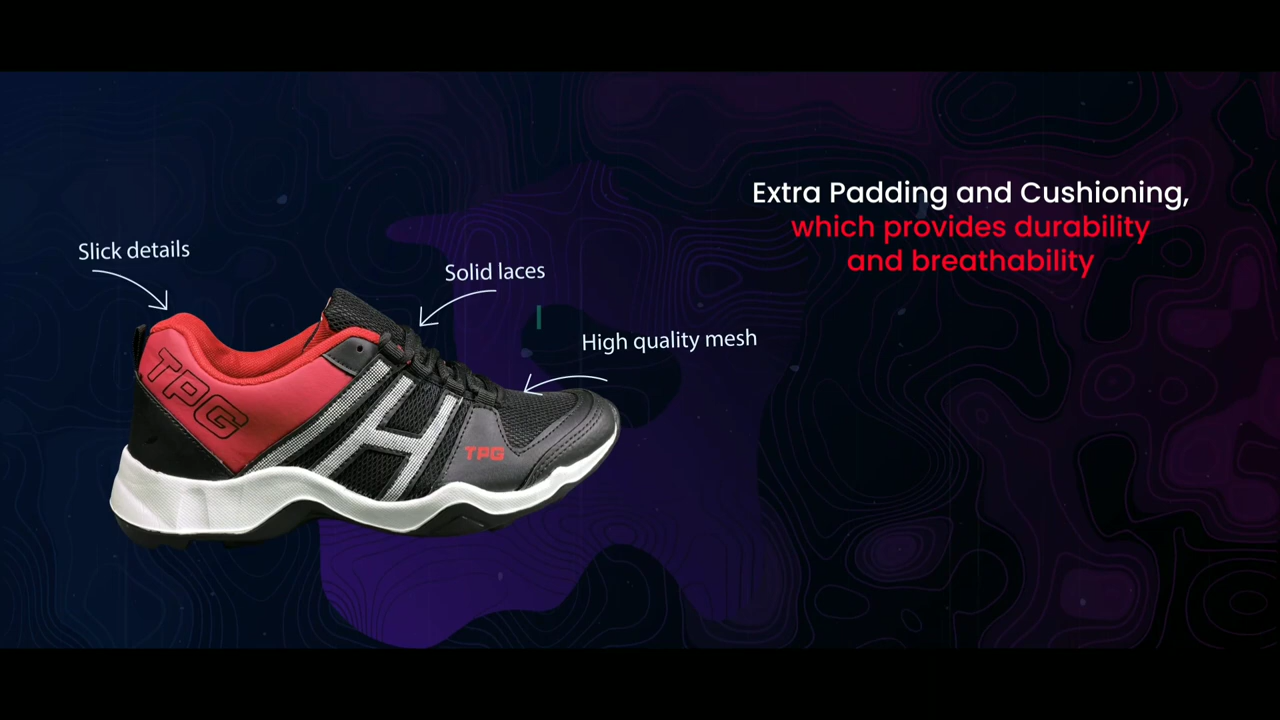 Extra Padding and Cushioning,
which provides durability
and breathability
Slick details
Solid laces
High quality mesh
TPG
TPG